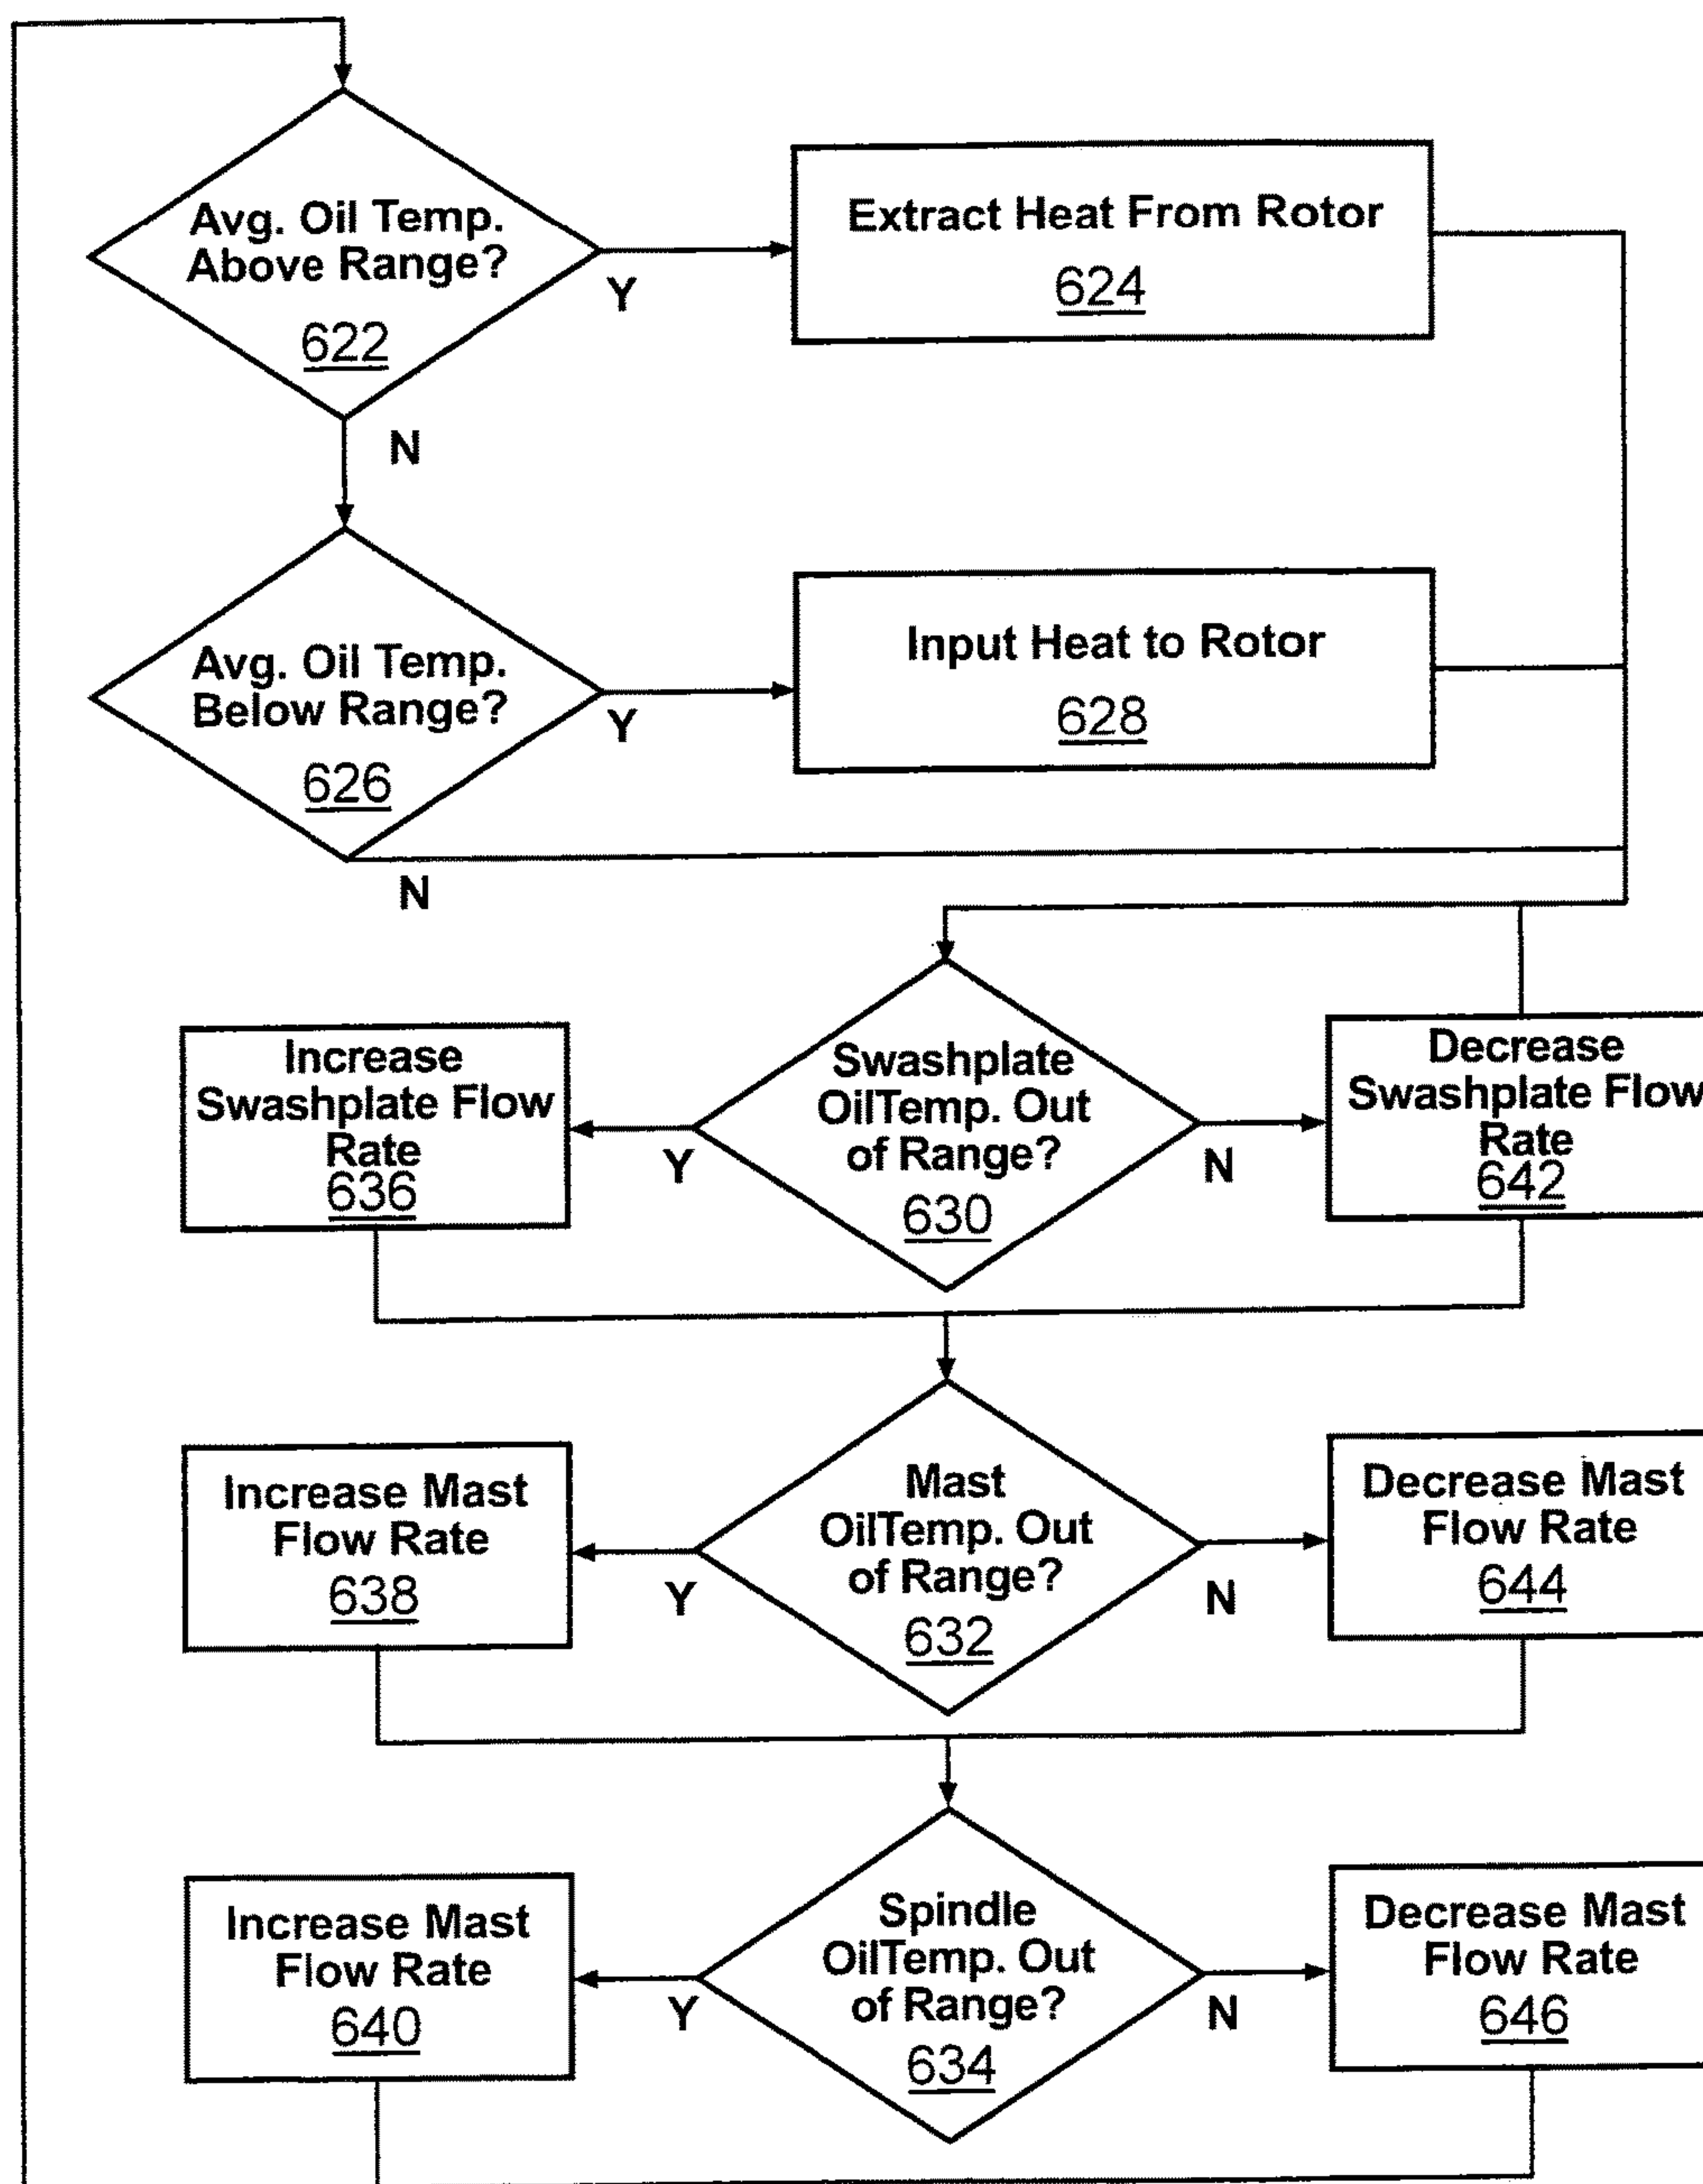 Avg. Oil Temp.
Above Range?
622
Y
N
Extract Heat From Rotor
624
Avg. Oil Temp.
Below Range?
626
Y
N
Input Heat to Rotor
628
Increase
Swashplate Flow
Rate
636
Y
Swashplate
OilTemp. Out
of Range?
630
N
Decrease
Swashplate Flow
Rate
642
Increase Mast
Flow Rate
638
Y
Mast
OilTemp. Out
of Range?
632
N
Decrease Mast
Flow Rate
644
Increase Mast
Flow Rate
640
Y
Spindle
OilTemp. Out
of Range?
634
N
Decrease Mast
Flow Rate
646